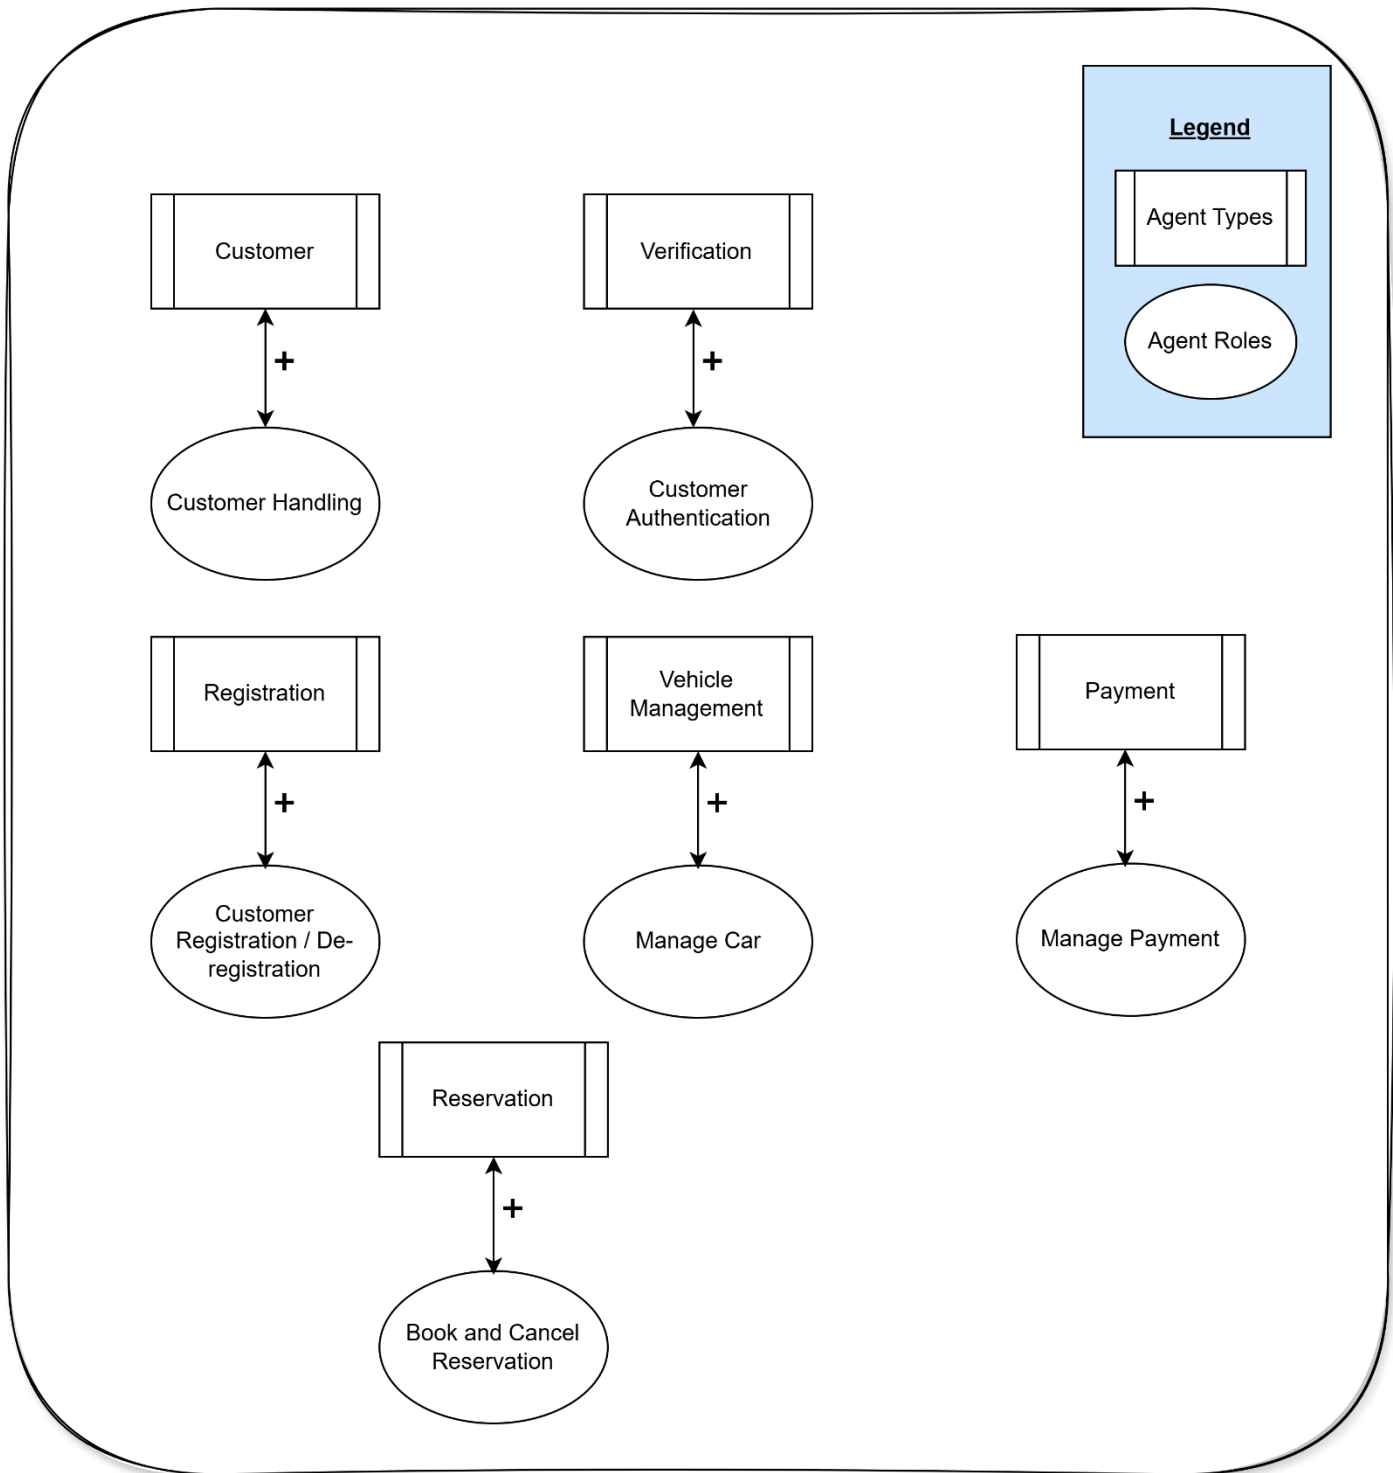 Legend
Agent Types
Agent Roles
Customer
Verification
+
+
Customer Handling
Customer
Authentication
Registration
Vehicle
Management
Payment
+
+
+
Customer
Registration / De-
registration
Manage Car
Manage Payment
Reservation
+
Book and Cancel
Reservation